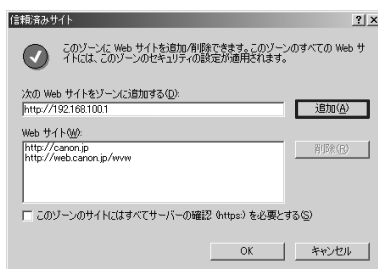 信頼済みサイト
このゾーンに Web サイトを追加/削除できます。このゾーンのすべての Web サ
イトには、このゾーンのセキュリティの設定が適用されます。
次の Web サイトをゾーンに追加する(D):
http://192.168.100.1
追加(A)
Web サイト(W):
http://canon.jp
http://web.canon.jp/wvw
削除(R)
このゾーンのサイトにはすべてサーバーの確認 (https:) を必要とする(S)
OK
キャンセル